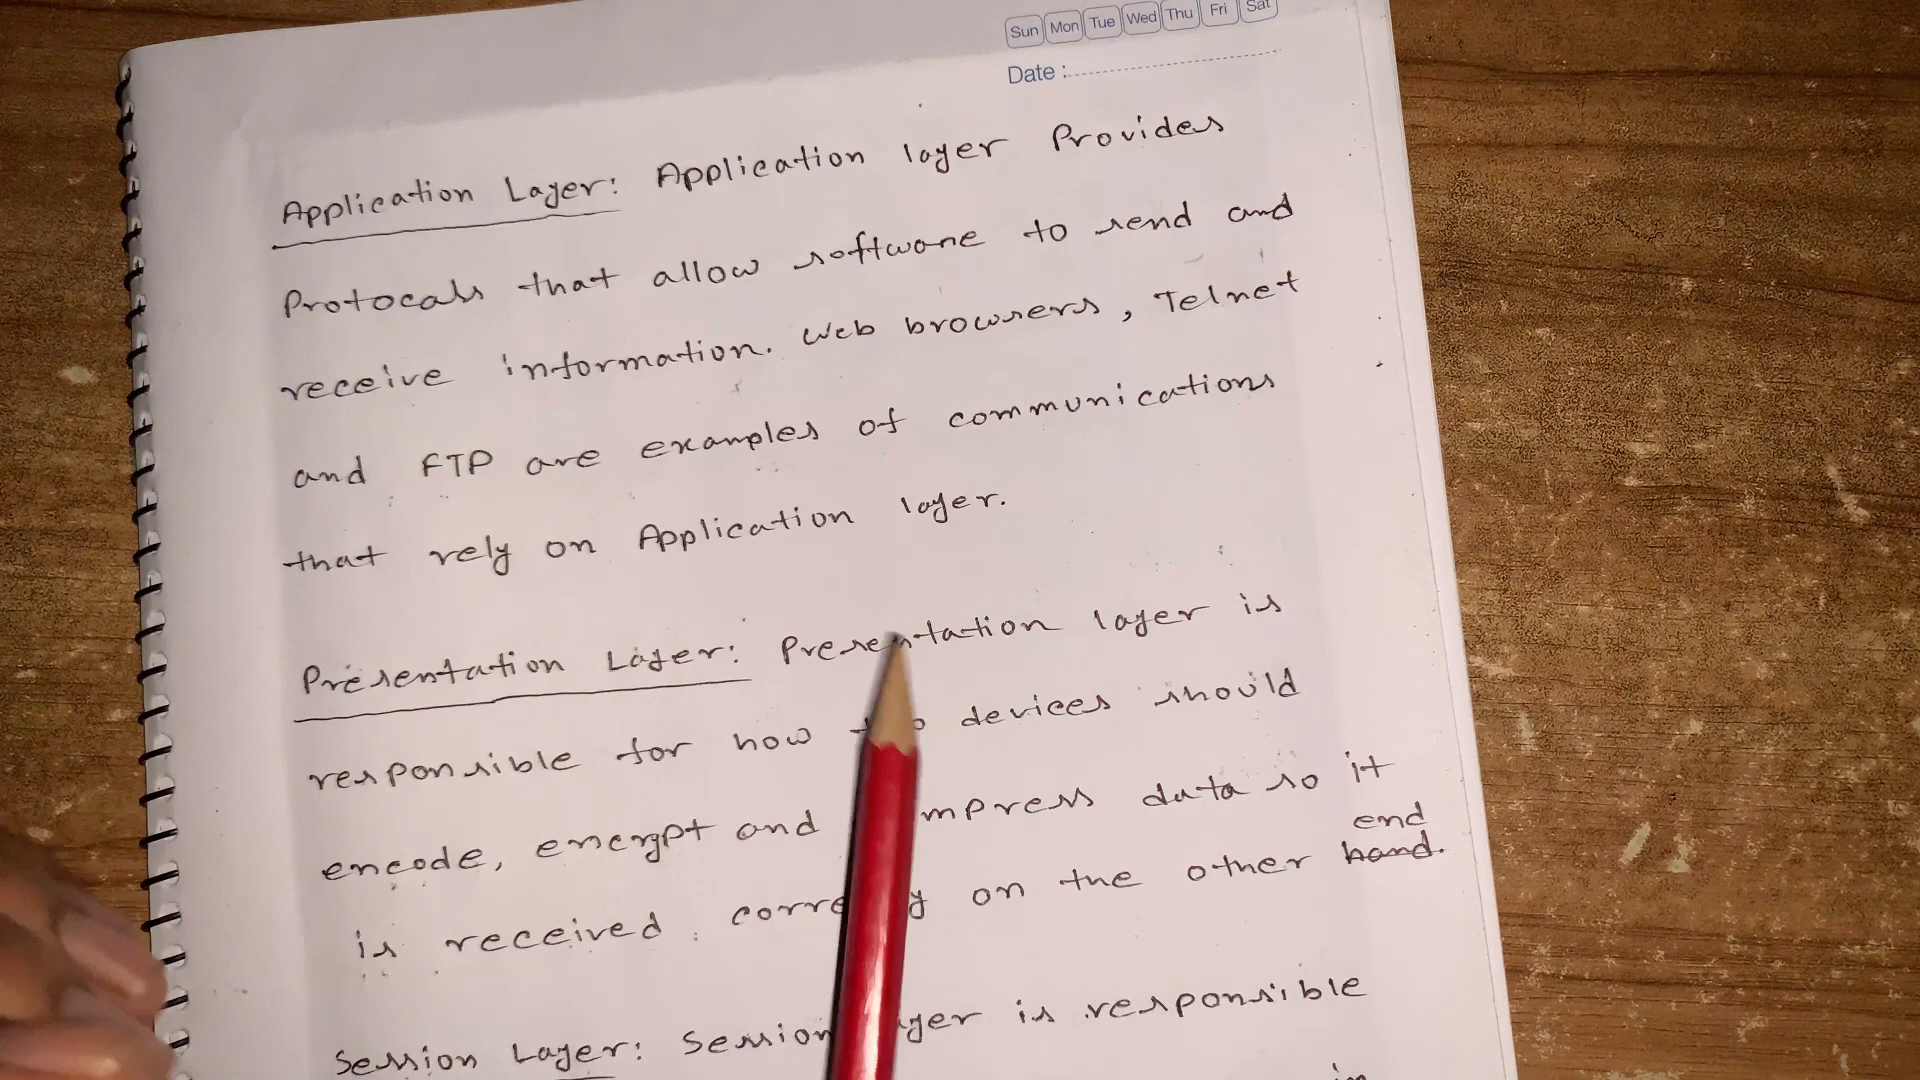 Sun Mon Tue Wed Thu Fri Sat
Date :
Application Layer: Application layer Provides
Protocals that allow software to send and
receive information. Web browsers, Telnet
and FTP are examples of communications
that rely on Application layer.
Presentation Layer: Presentation layer is
responsible for how devices should
encode, encrypt and mpress data so it
end
is received corre y on the other hand.
Session Layer: Session yer is responsible
in